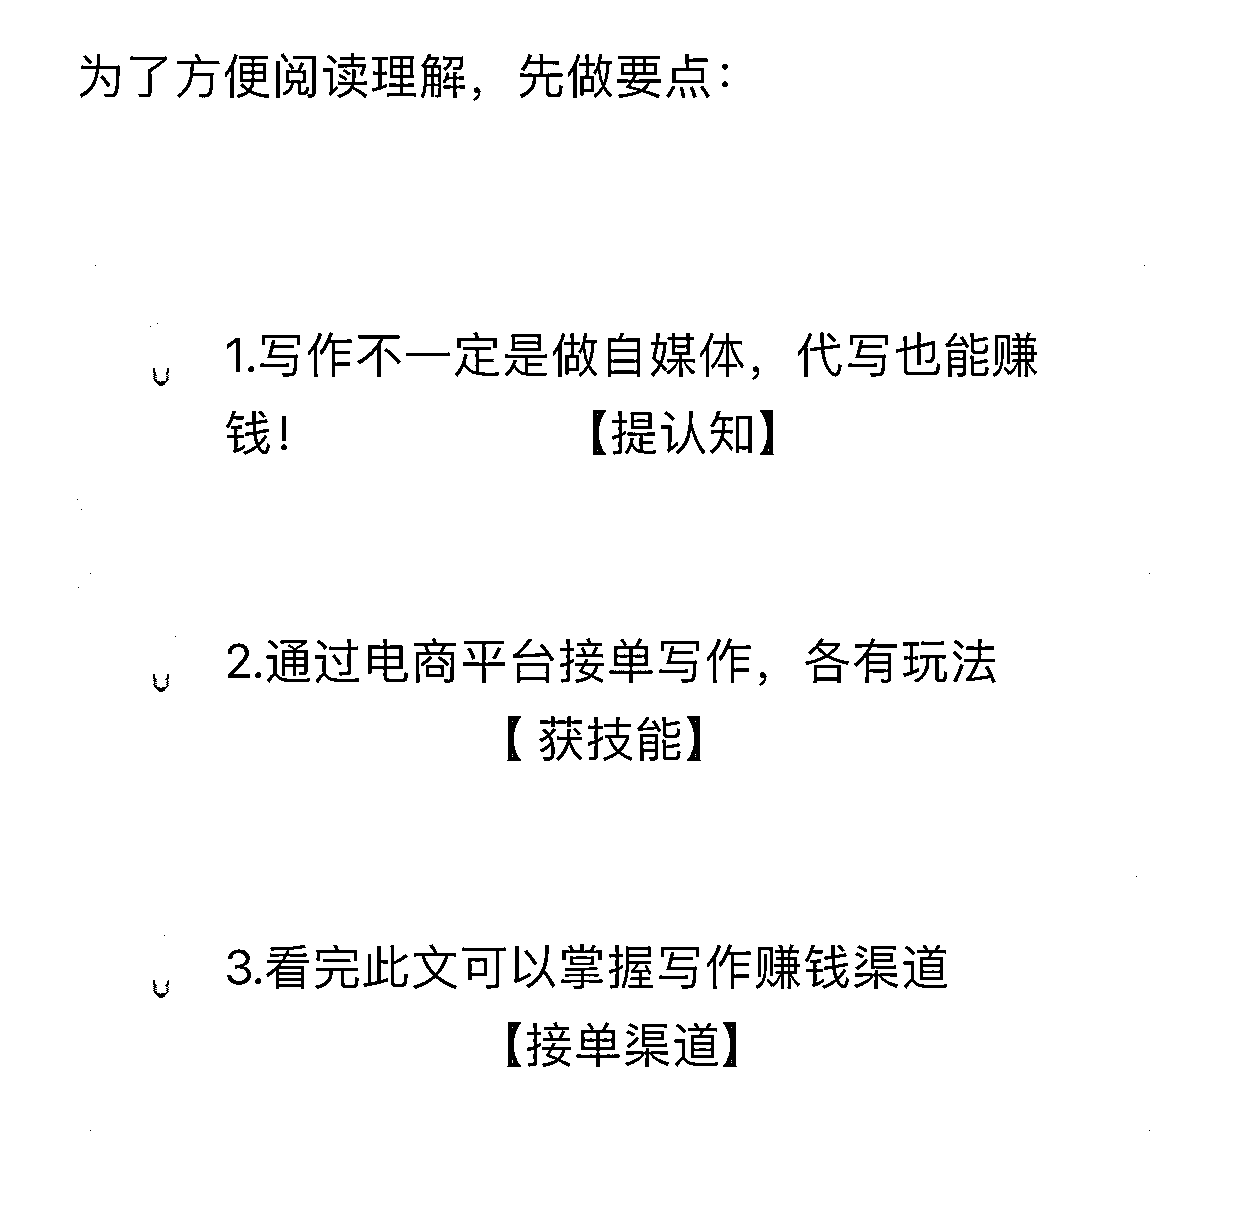 为了方便阅读理解，先做要点：
1.写作不一定是做自媒体，代写也能赚
钱！ 【提认知】
2.通过电商平台接单写作，各有玩法
【 获技能】
3.看完此文可以掌握写作赚钱渠道
【接单渠道】